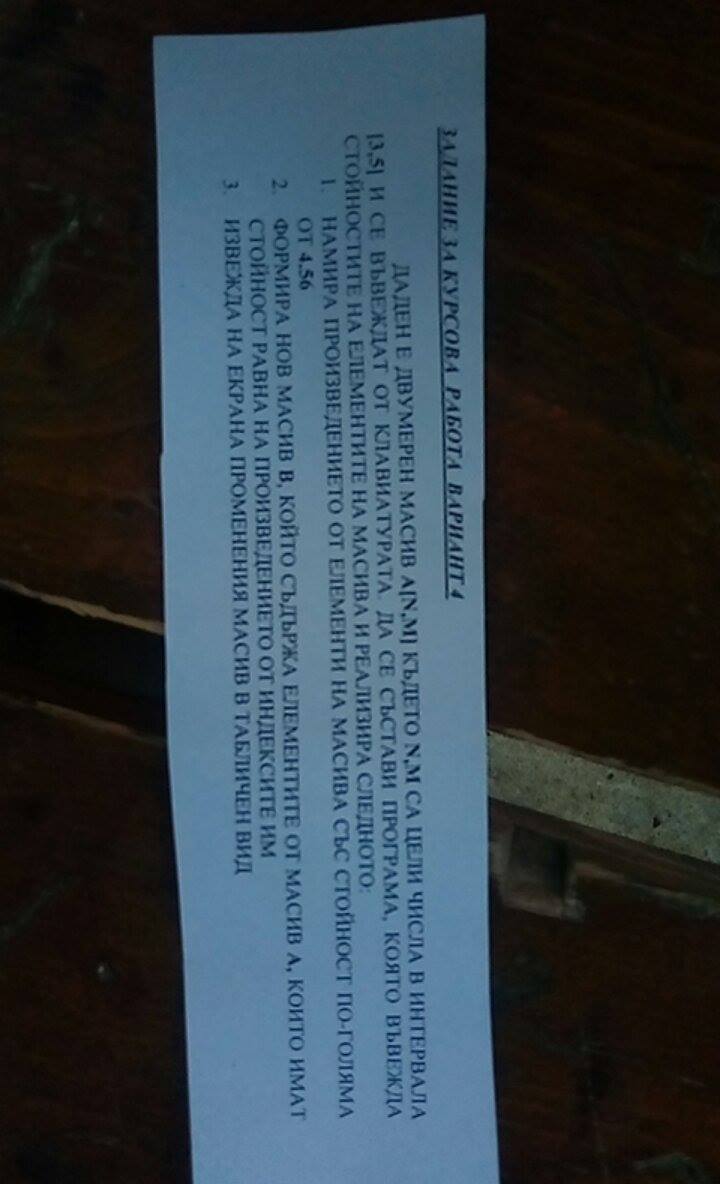 ЗАДАНИЕ ЗА КУРСОВА РАБОТА ВАРИАНТ 4
ДАДЕН Е ДВУМЕРЕН МАСИВ A[N,M] КЪДЕТО N,M СА ЦЕЛИ ЧИСЛА В ИНТЕРВАЛА
[3,5] И СЕ ВЪВЕЖДАТ ОТ КЛАВИАТУРАТА. ДА СЕ СЪСТАВИ ПРОГРАМА, КОЯТО ВЪВЕЖДА
СТОЙНОСТИТЕ НА ЕЛЕМЕНТИТЕ НА МАСИВА И РЕАЛИЗИРА СЛЕДНОТО:
1. НАМИРА ПРОИЗВЕДЕНИЕТО ОТ ЕЛЕМЕНТИ НА МАСИВА СЪС СТОЙНОСТ ПО-ГОЛЯМА
ОТ 4.56
2. ФОРМИРА НОВ МАСИВ B, КОЙТО СЪДЪРЖА ЕЛЕМЕНТИТЕ ОТ МАСИВ A, КОИТО ИМАТ
СТОЙНОСТ РАВНА НА ПРОИЗВЕДЕНИЕТО ОТ ИНДЕКСИТЕ ИМ
3. ИЗВЕЖДА НА ЕКРАНА ПРОМЕНЕНИЯ МАСИВ В ТАБЛИЧЕН ВИД